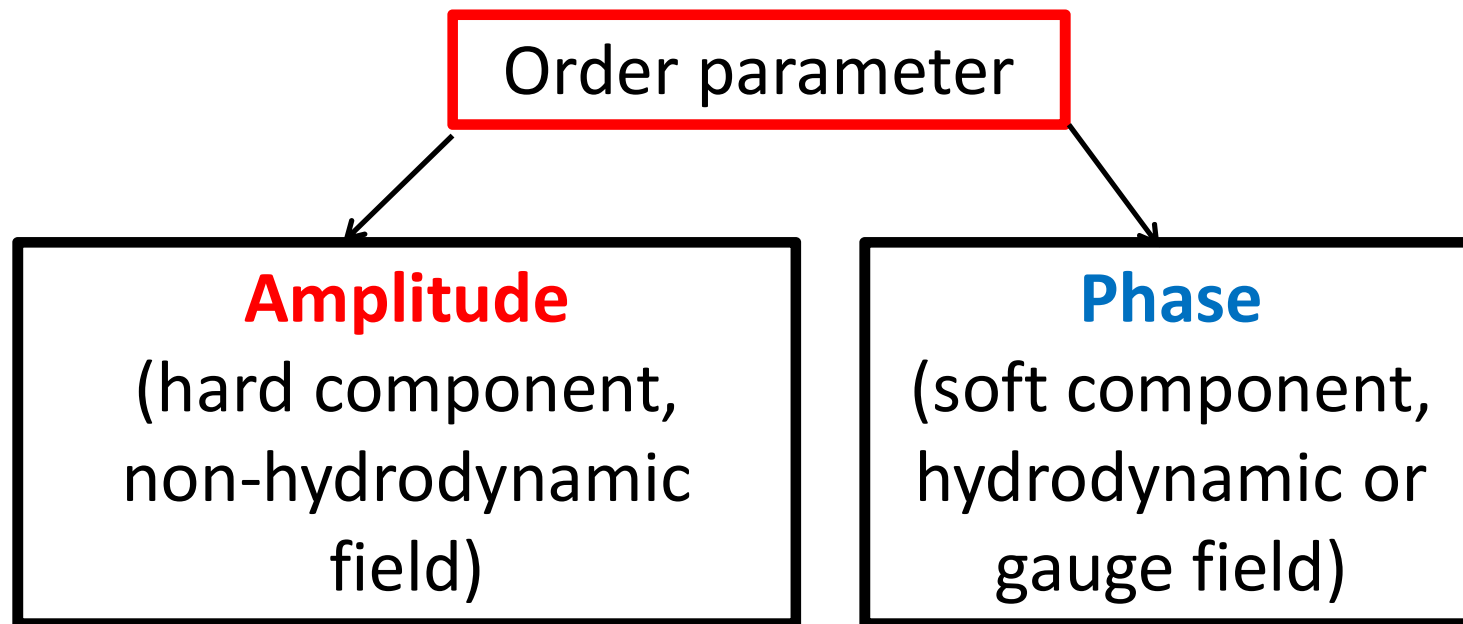 Order parameter
Amplitude
(hard component,
non-hydrodynamic
field)
Phase
(soft component,
hydrodynamic or
gauge field)